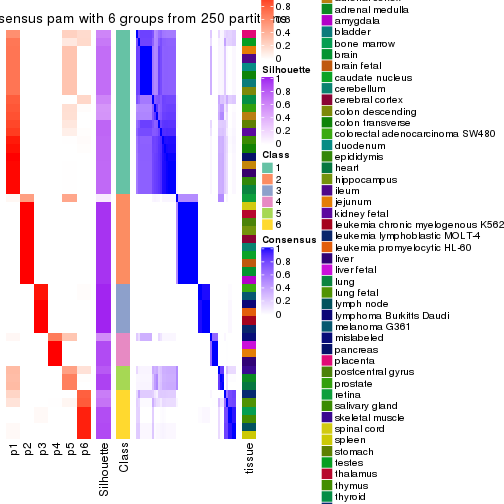 sensus pam with 6 groups from 250 partit
0.8
0.6
0.4
0.2
0
Silhouette
1
0.8
0.6
0.4
0.2
0
Class
1
2
3
4
5
6
Consensus
1
0.8
0.6
0.4
0.2
0
p1
p2
p3
p4
p5
p6
Silhouette
Class
tissue
adrenal medulla
amygdala
bladder
bone marrow
brain
brain fetal
caudate nucleus
cerebellum
cerebral cortex
colon descending
colon transverse
colorectal adenocarcinoma SW480
duodenum
epididymis
heart
hippocampus
ileum
jejunum
kidney fetal
leukemia chronic myelogenous K562
leukemia lymphoblastic MOLT-4
leukemia promyelocytic HL-60
liver
liver fetal
lung
lung fetal
lymph node
lymphoma Burkitts Daudi
melanoma G361
mislabeled
pancreas
placenta
postcentral gyrus
prostate
retina
salivary gland
skeletal muscle
spinal cord
spleen
stomach
testes
thalamus
thymus
thyroid